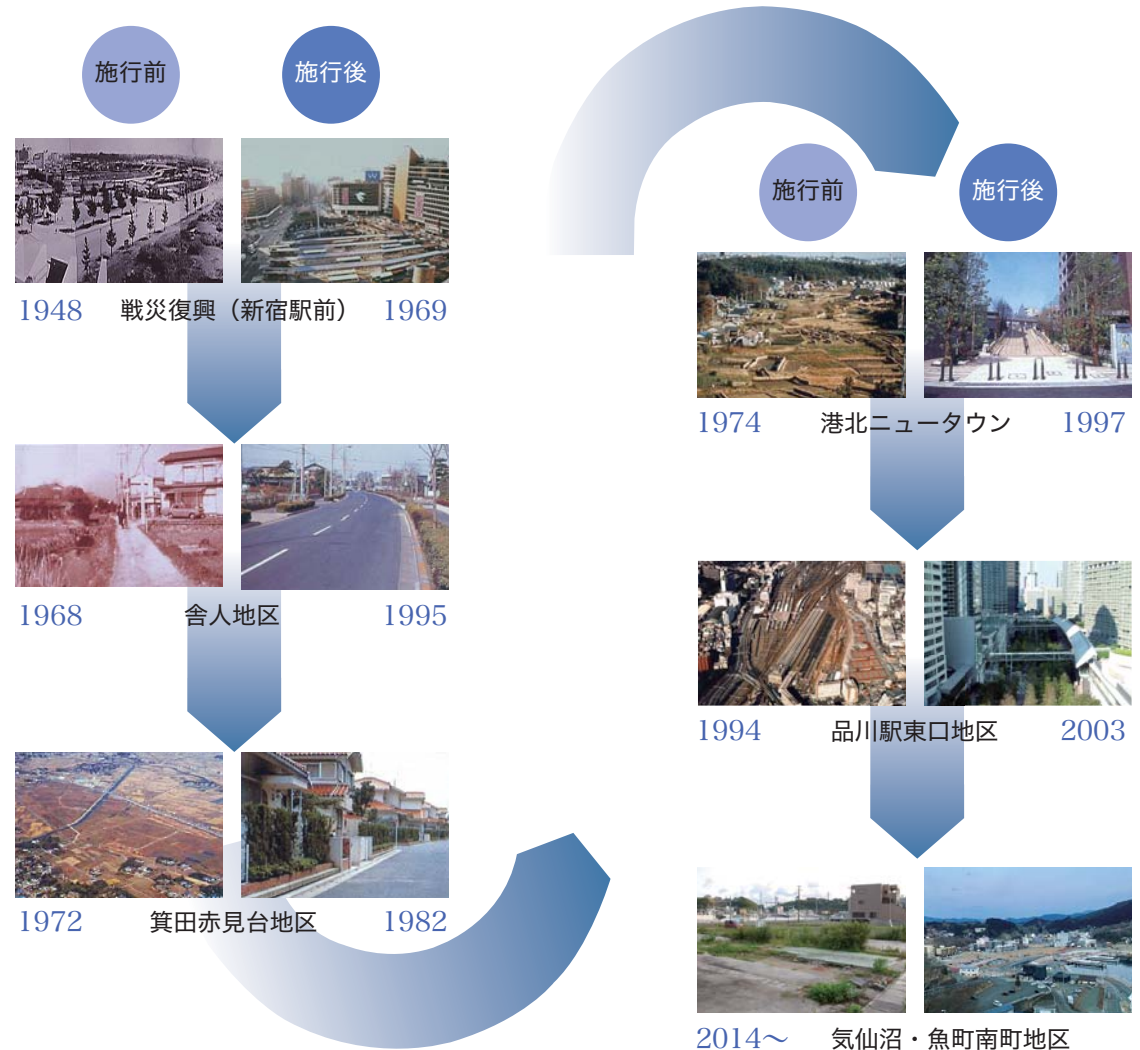 施行前 施行後
1948 戦災復興（新宿駅前） 1969
1968 舎人地区 1995
1972 箕田赤見台地区 1982
施行前 施行後
1974 港北ニュータウン 1997
1994 品川駅東口地区 2003
2014～ 気仙沼・魚町南町地区